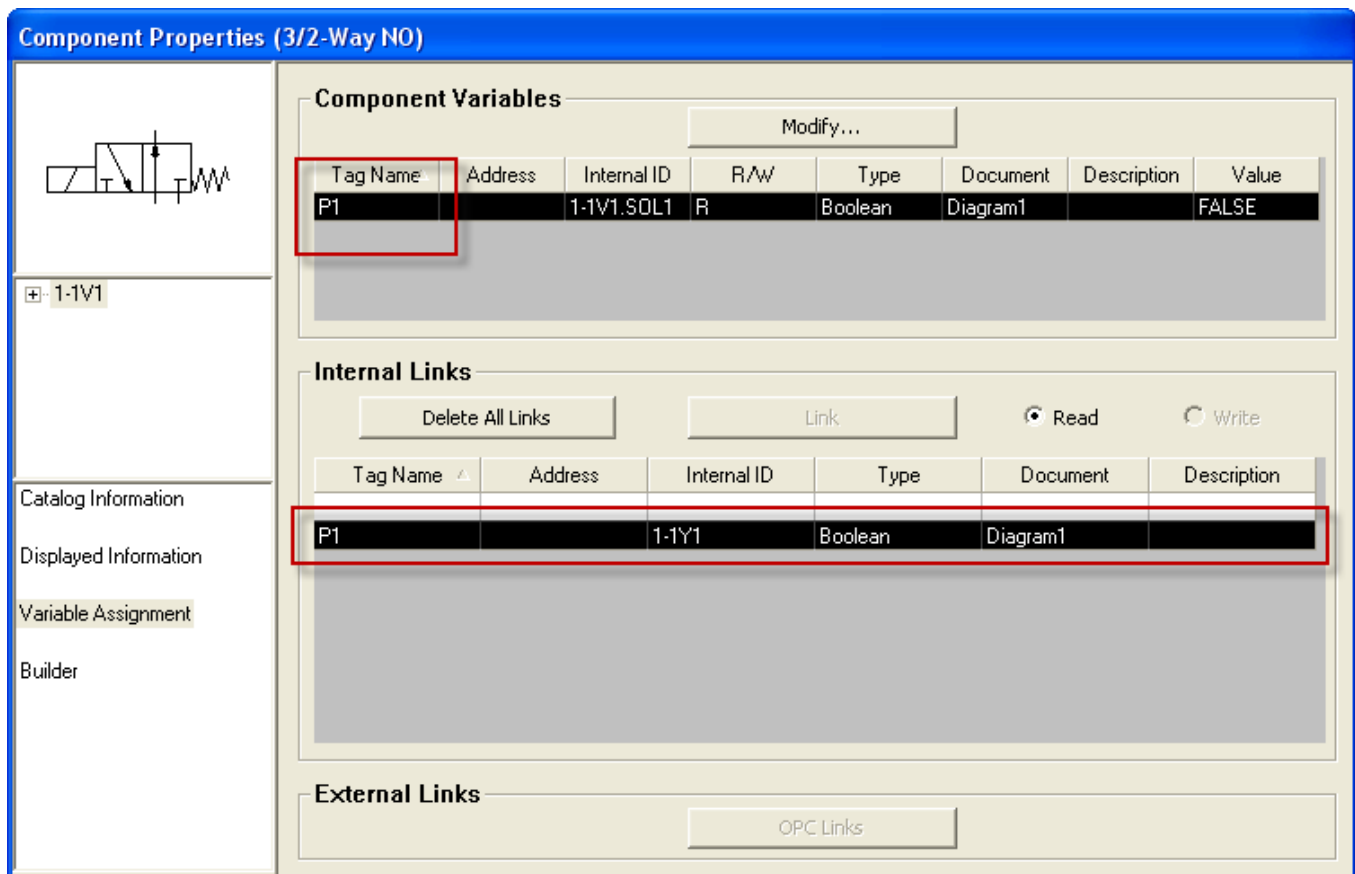 Component Properties (3/2-Way NO)
Component Variables
Modify...
Tag Name Address Internal ID R/W Type Document Description Value
P1 1-1V1.SOL1 R Boolean Diagram1 FALSE
1-1V1
Internal Links
Delete All Links Link Read Write
Tag Name Address Internal ID Type Document Description
P1 1-1Y1 Boolean Diagram1
Catalog Information
Displayed Information
Variable Assignment
Builder
External Links
OPC Links